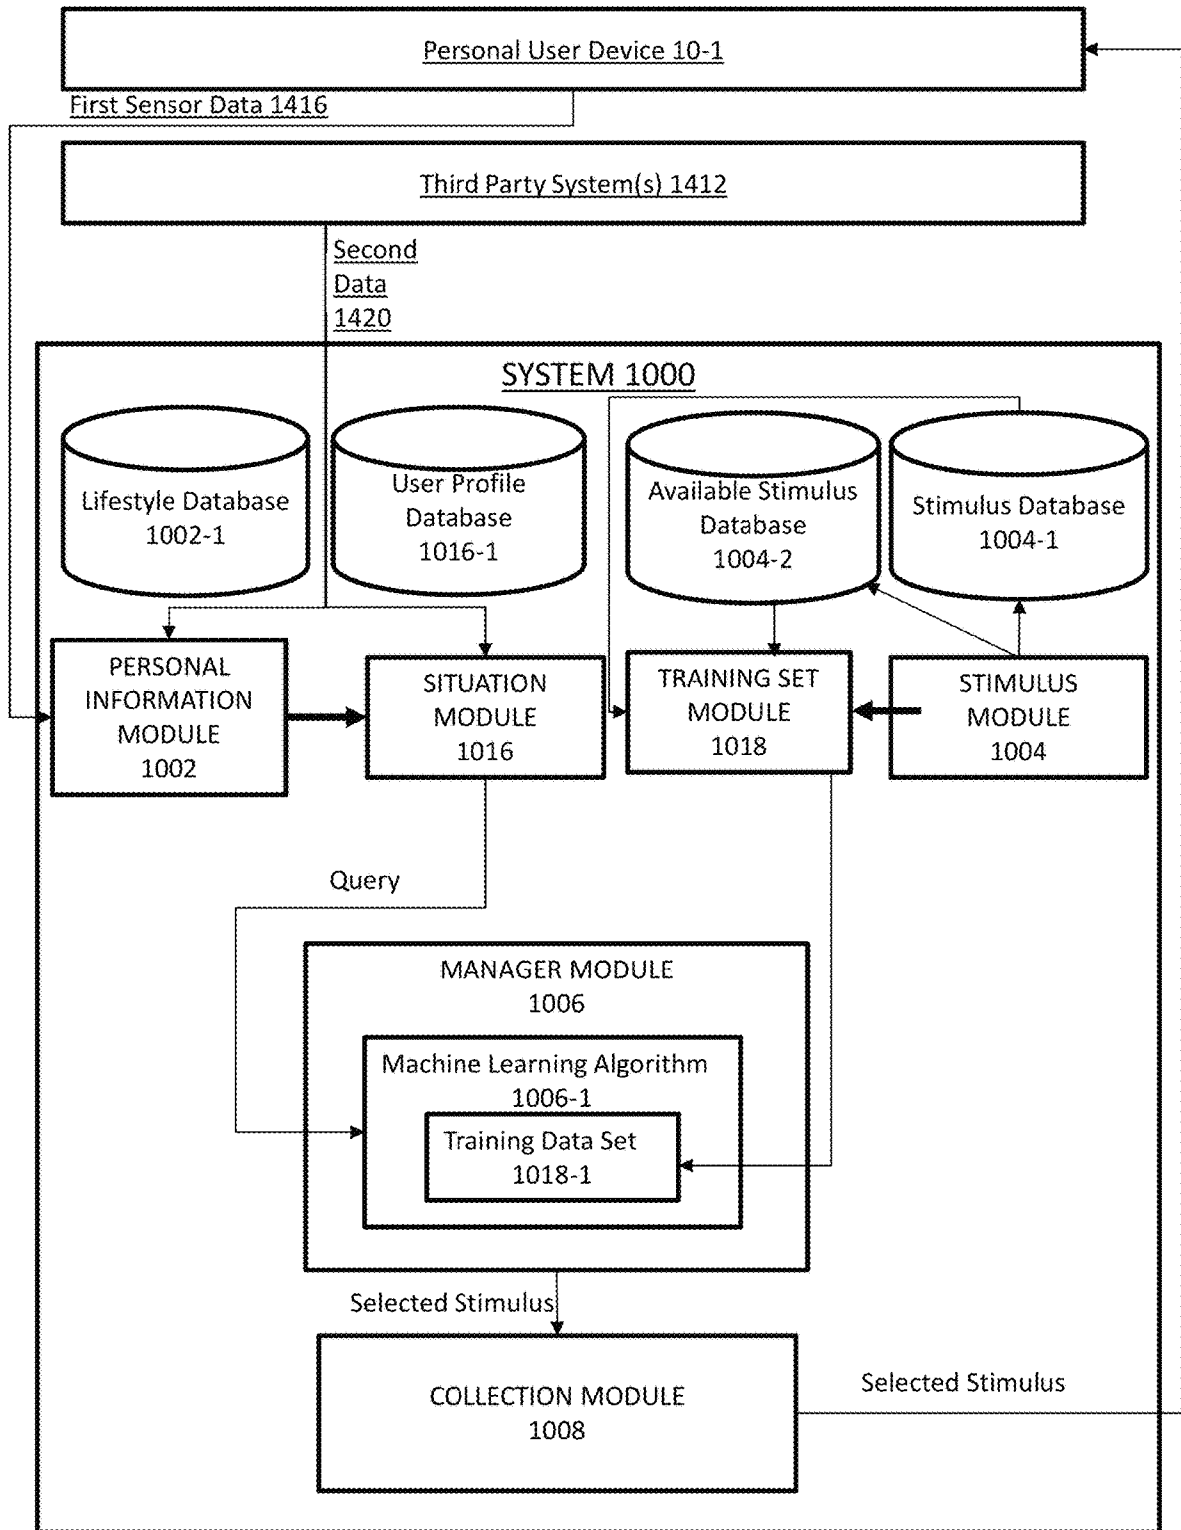 Personal User Device 10-1
First Sensor Data 1416
Third Party System(s) 1412
Second
Data
1420
SYSTEM 1000
Lifestyle Database
1002-1
User Profile
Database
1016-1
Available Stimulus
Database
1004-2
Stimulus Database
1004-1
PERSONAL
INFORMATION
MODULE
1002
SITUATION
MODULE
1016
TRAINING SET
MODULE
1018
STIMULUS
MODULE
1004
Query
MANAGER MODULE
1006
Machine Learning Algorithm
1006-1
Training Data Set
1018-1
Selected Stimulus
COLLECTION MODULE
1008
Selected Stimulus